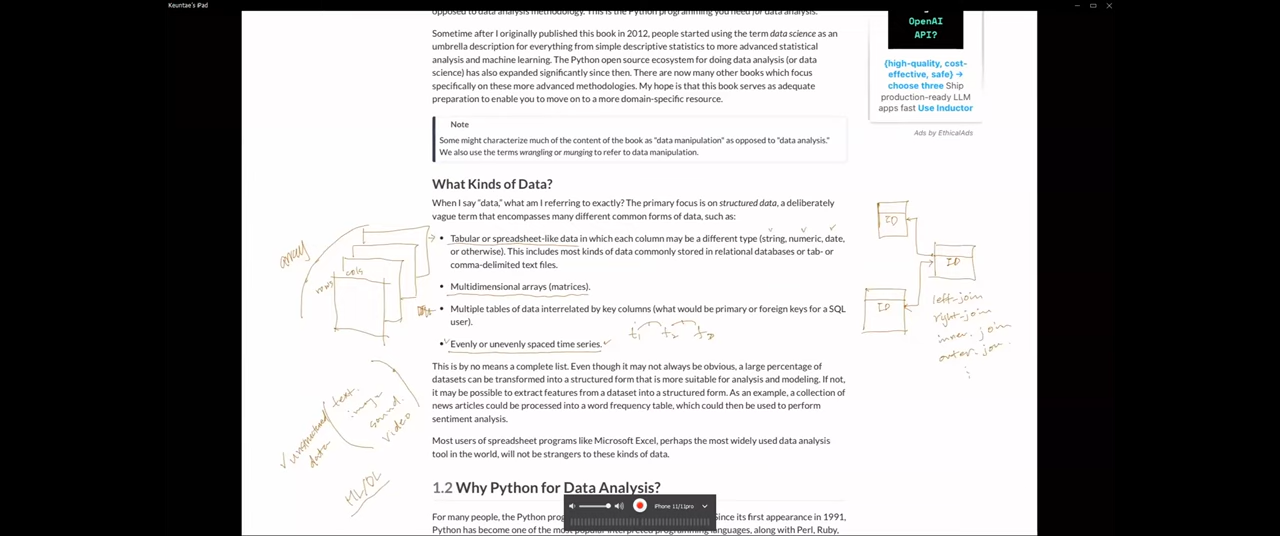 Keuntae's iPad
opposed to data analysis methodology. This is the Python programming you need for data analysis.
Sometime after I originally published this book in 2012, people started using the term data science as an
umbrella description for everything from simple descriptive statistics to more advanced statistical
analysis and machine learning. The Python open source ecosystem for doing data analysis (or data
science) has also expanded significantly since then. There are now many other books which focus
specifically on these more advanced methodologies. My hope is that this book serves as adequate
preparation to enable you to move on to a more domain-specific resource.
Note
Some might characterize much of the content of the book as "data manipulation" as opposed to "data analysis."
We also use the terms wrangling or munging to refer to data manipulation.
What Kinds of Data?
When I say "data," what am I referring to exactly? The primary focus is on structured data, a deliberately
vague term that encompasses many different common forms of data, such as:
• Tabular or spreadsheet-like data in which each column may be a different type (string, numeric, date,
or otherwise). This includes most kinds of data commonly stored in relational databases or tab- or
comma-delimited text files.
• Multidimensional arrays (matrices).
• Multiple tables of data interrelated by key columns (what would be primary or foreign keys for a SQL
user).
t1 t2 t3
• Evenly or unevenly spaced time series.
This is by no means a complete list. Even though it may not always be obvious, a large percentage of
datasets can be transformed into a structured form that is more suitable for analysis and modeling. If not,
it may be possible to extract features from a dataset into a structured form. As an example, a collection of
news articles could be processed into a word frequency table, which could then be used to perform
sentiment analysis.
Most users of spreadsheet programs like Microsoft Excel, perhaps the most widely used data analysis
tool in the world, will not be strangers to these kinds of data.
1.2 Why Python for Data Analysis?
For many people, the Python prog
Since its first appearance in 1991,
Python has become one of the most popular interpreted programming languages, along with Perl, Ruby,
iPhone 11/11pro
OpenAI
API?
{high-quality, cost-
effective, safe} →
choose three Ship
production-ready LLM
apps fast Use Inductor
Ads by EthicalAds
array
cols
rows
unstructured
data
text.
image
sound.
video
ML/DL
ID
ID
ID
left-join
right-join
inner-join
outer-join.